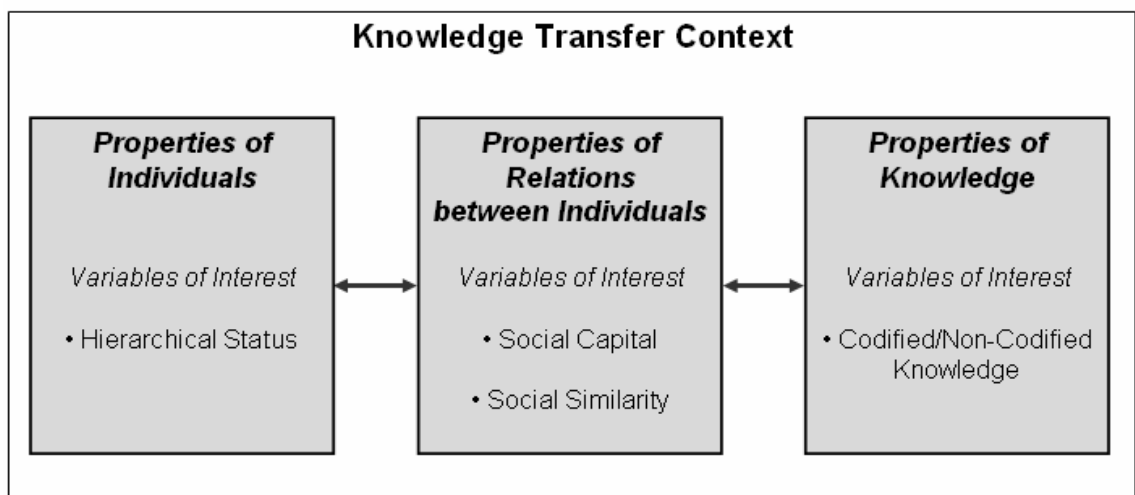 Knowledge Transfer Context
Properties of
Individuals
Variables of Interest
• Hierarchical Status
Properties of
Relations
between Individuals
Variables of Interest
• Social Capital
• Social Similarity
Properties of
Knowledge
Variables of Interest
• Codified/Non-Codified
Knowledge